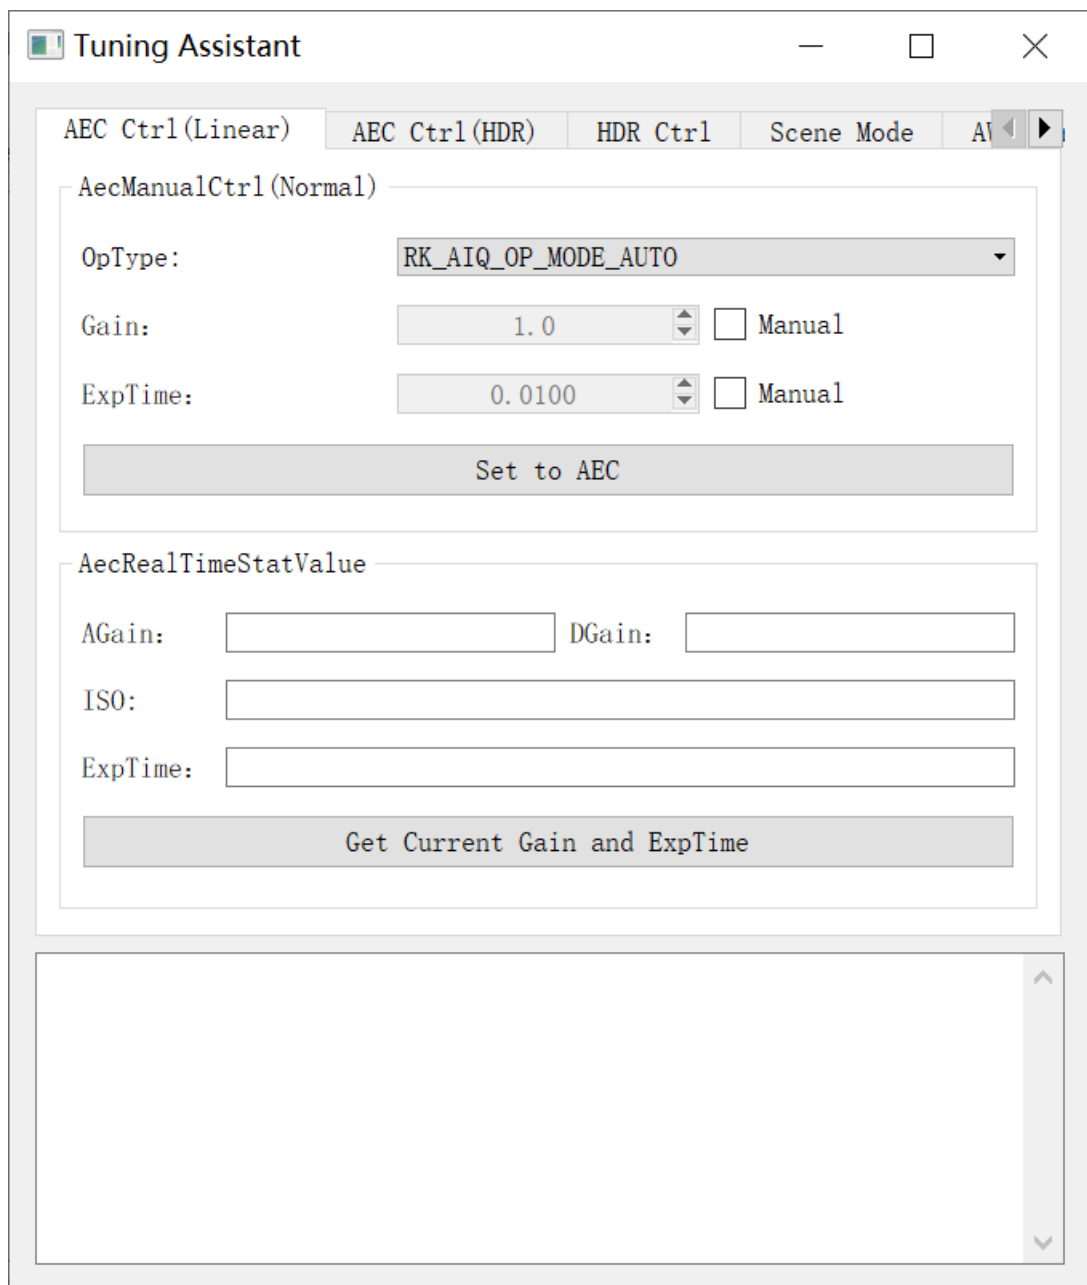 Tuning Assistant
AEC Ctrl(Linear) AEC Ctrl(HDR) HDR Ctrl Scene Mode
AecManualCtrl(Normal)
OpType: RK_AIQ_OP_MODE_AUTO
Gain: 1.0 Manual
ExpTime: 0.0100 Manual
Set to AEC
AecRealTimeStatValue
AGain: DGain:
ISO:
ExpTime:
Get Current Gain and ExpTime